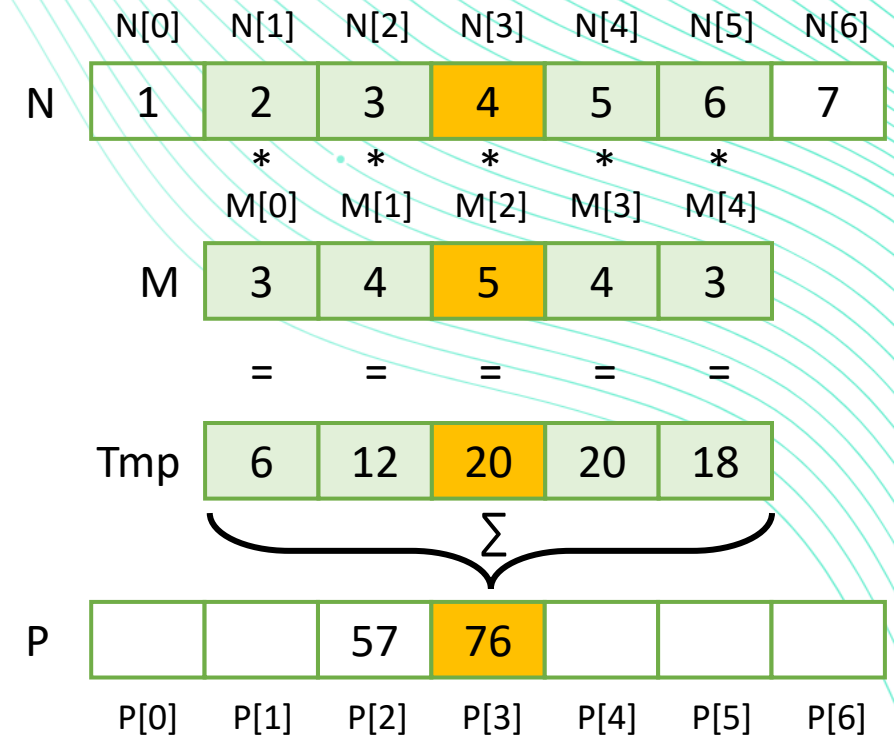 N[0] N[1] N[2] N[3] N[4] N[5] N[6]
N 1 2 3 4 5 6 7
* * * * *
M[0] M[1] M[2] M[3] M[4]
M 3 4 5 4 3
= = = = =
Tmp 6 12 20 20 18
∑
P 57 76
P[0] P[1] P[2] P[3] P[4] P[5] P[6]